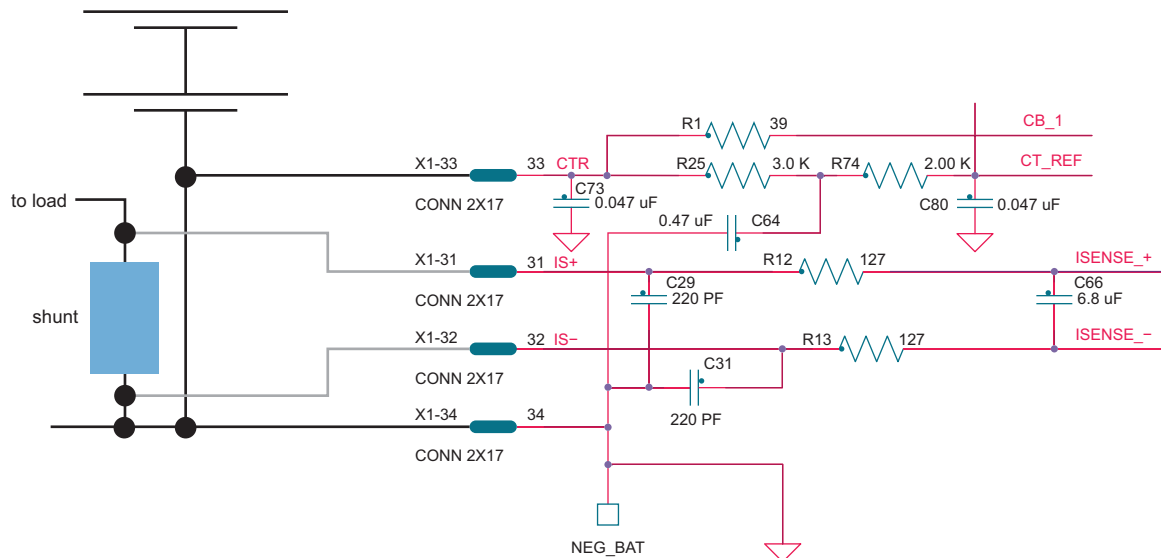 R1 39 CB_1
X1-33 33 CTR R25 3.0 K R74 2.00 K CT_REF
C73
to load CONN 2X17 0.047 uF C80 0.047 uF
0.47 uF C64
X1-31 31 IS+ R12 127 ISENSE_+
CONN 2X17 C29 C66
220 PF 6.8 uF
shunt
X1-32 32 IS− R13 127 ISENSE_−
CONN 2X17 C31
X1-34 34 220 PF
CONN 2X17
NEG_BAT